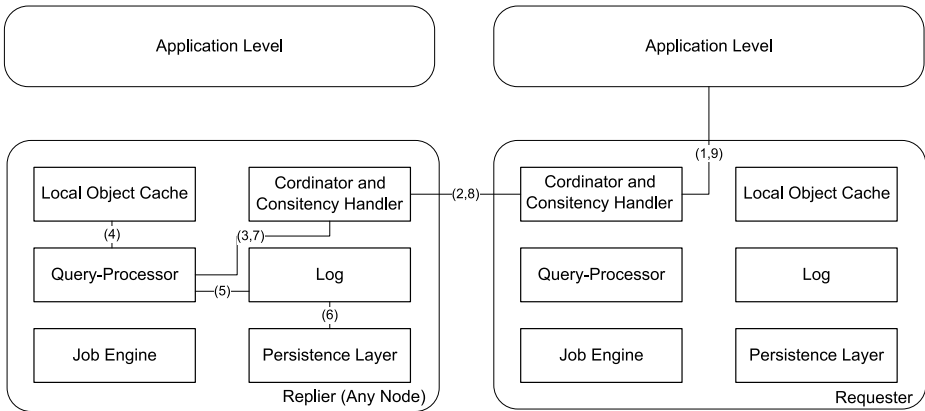 Application Level
Application Level
(1,9)
Local Object Cache
Cordinator and
Consitency Handler
(2,8)
Cordinator and
Consitency Handler
Local Object Cache
(4)
(3,7)
Query-Processor
Log
Query-Processor
Log
(5)
(6)
Job Engine
Persistence Layer
Job Engine
Persistence Layer
Replier (Any Node)
Requester